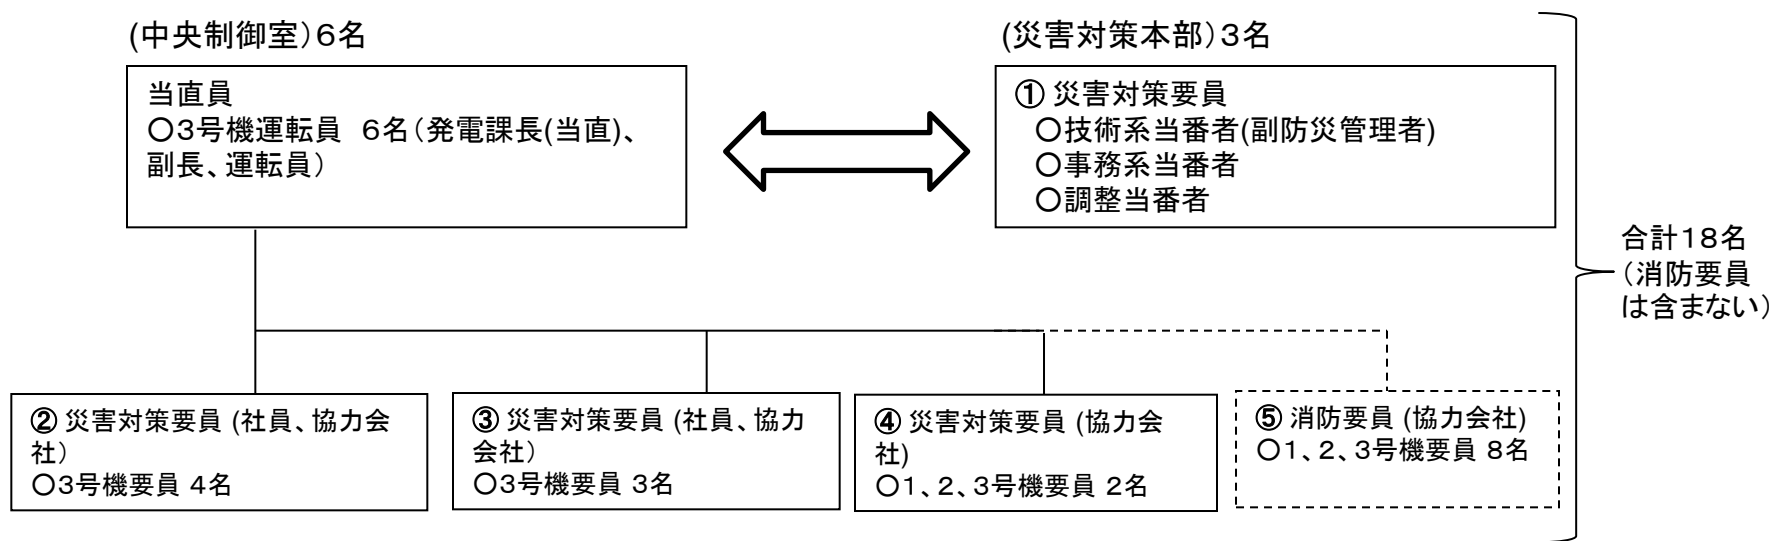 (中央制御室)6名
当直員
○3号機運転員 6名(発電課長(当直)、
副長、運転員)
(災害対策本部)3名
① 災害対策要員
○技術系当番者(副防災管理者)
○事務系当番者
○調整当番者
合計18名
(消防要員
は含まない)
② 災害対策要員 (社員、協力会
社)
○3号機要員 4名
③ 災害対策要員 (社員、協力
会社)
○3号機要員 3名
④ 災害対策要員 (協力会
社)
○1、2、3号機要員 2名
⑤ 消防要員 (協力会社)
○1、2、3号機要員 8名